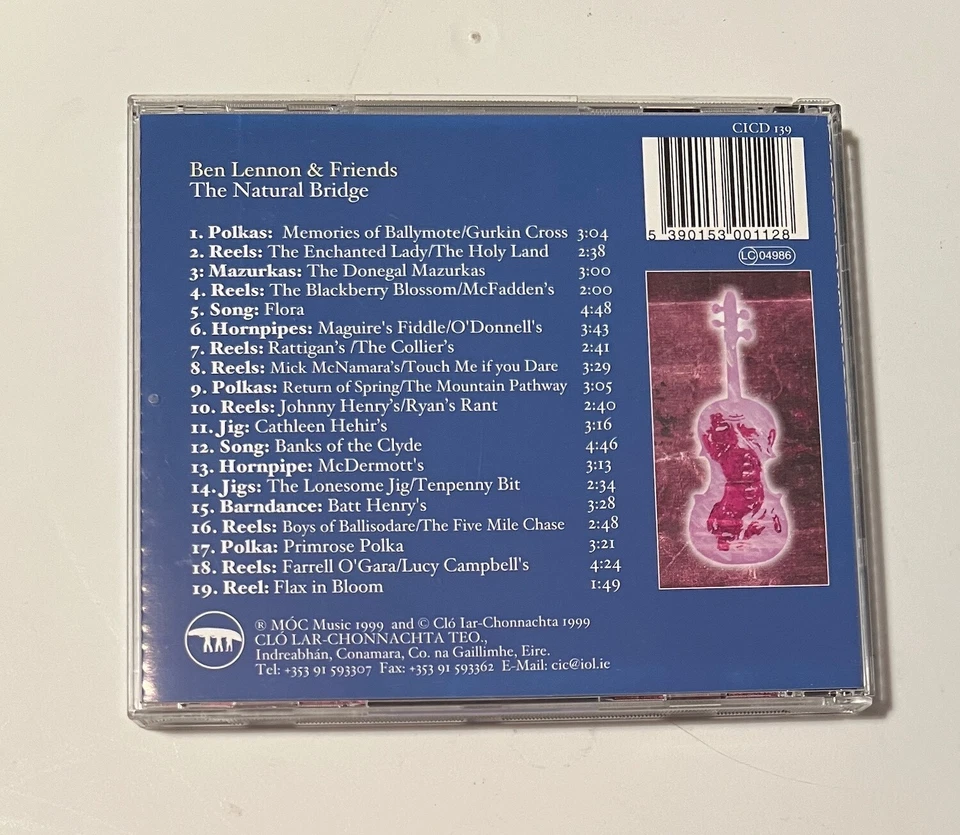 CICD 139
Ben Lennon & Friends
The Natural Bridge
5 390153 001128
LC 04986
1. Polkas: Memories of Ballymote/Gurkin Cross 3:04
2. Reels: The Enchanted Lady/The Holy Land 2:38
3: Mazurkas: The Donegal Mazurkas 3:00
4. Reels: The Blackberry Blossom/McFadden's 2:00
5. Song: Flora 4:48
6. Hornpipes: Maguire's Fiddle/O'Donnell's 3:43
7. Reels: Rattigan's /The Collier's 2:41
8. Reels: Mick McNamara's/Touch Me if you Dare 3:29
9. Polkas: Return of Spring/The Mountain Pathway 3:05
10. Reels: Johnny Henry's/Ryan's Rant 2:40
11. Jig: Cathleen Hehir's 3:16
12. Song: Banks of the Clyde 4:46
13. Hornpipe: McDermott's 3:13
14. Jigs: The Lonesome Jig/Tenpenny Bit 2:34
15. Barndance: Batt Henry's 3:28
16. Reels: Boys of Ballisodare/The Five Mile Chase 2:48
17. Polka: Primrose Polka 3:21
18. Reels: Farrell O'Gara/Lucy Campbell's 4:24
19. Reel: Flax in Bloom 1:49
® MÓC Music 1999 and © Cló Iar-Chonnachta 1999
CLÓ IAR-CHONNACHTA TEO.,
Indreabhán, Conamara, Co. na Gaillimhe, Eire.
Tel: +353 91 593307 Fax: +353 91 593362 E-Mail: cic@iol.ie